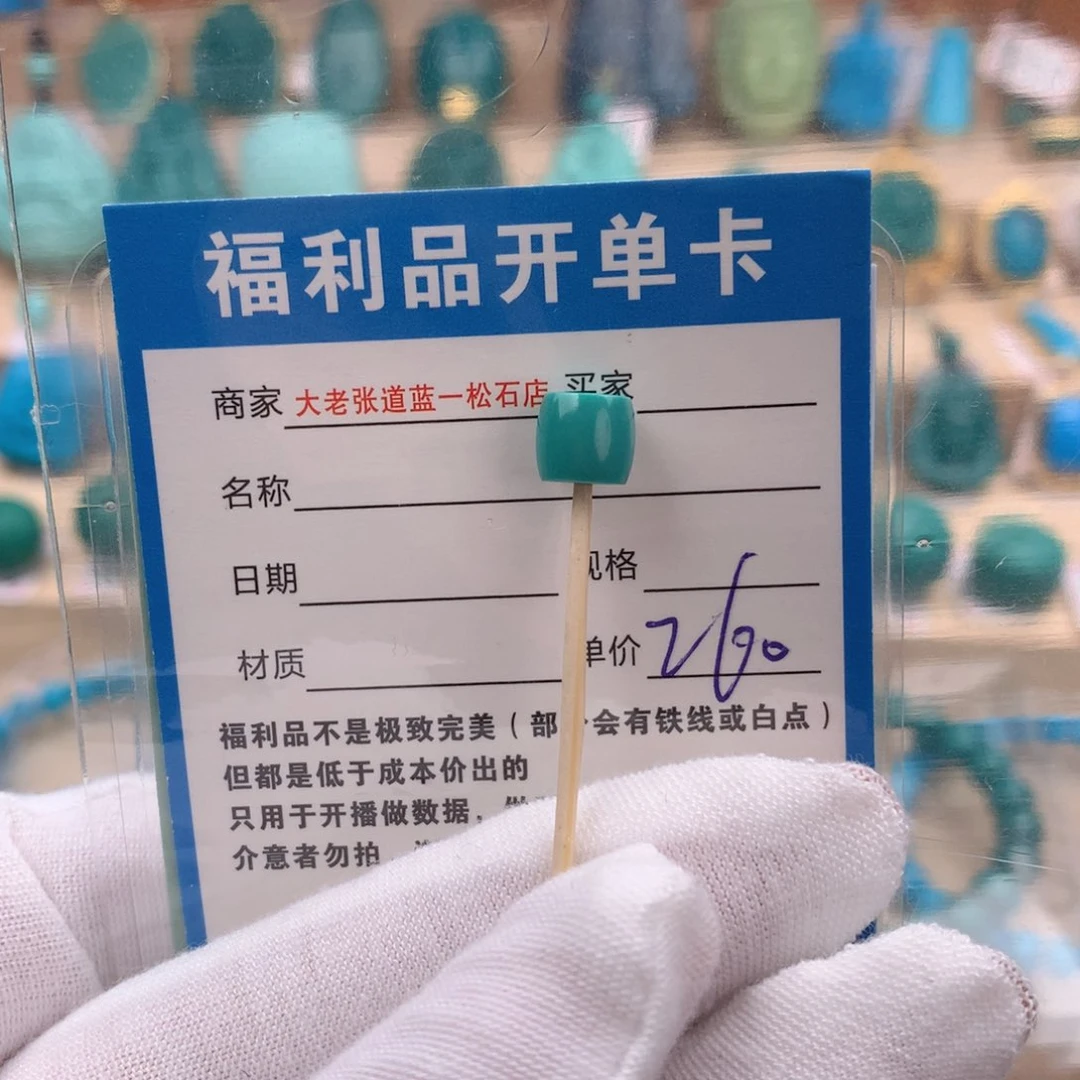 福利品开单卡
商家 大老张道蓝一松石店 买家
名称
日期 规格
材质 单价 260
福利品不是极致完美（部 会有铁线或白点）
但都是低于成本价出的
只用于开播做数据，
介意者勿拍